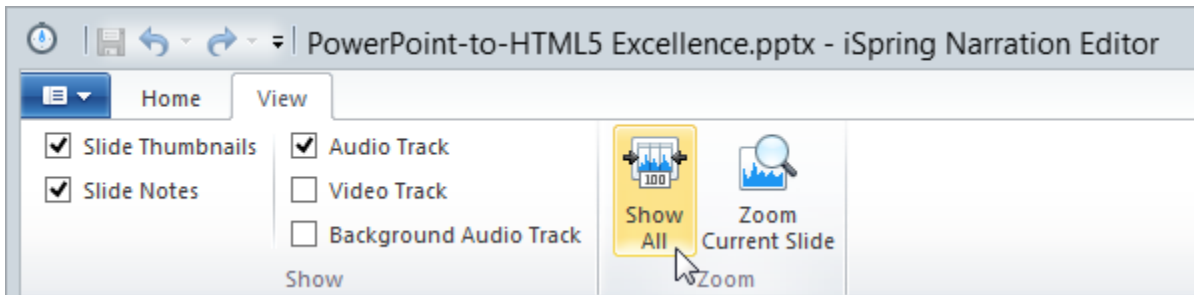 PowerPoint-to-HTML5 Excellence.pptx - iSpring Narration Editor
Home View
Slide Thumbnails
Slide Notes
Audio Track
Video Track
Background Audio Track
Show
100
Show
All
Zoom
Current Slide
Zoom